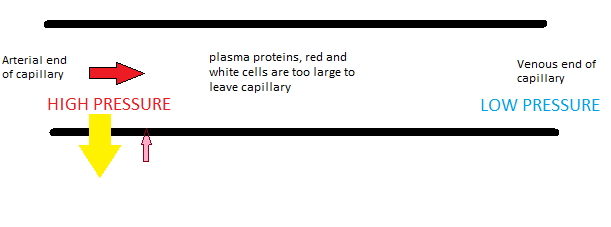 Arterial end
of capillary
HIGH PRESSURE
plasma proteins, red and
white cells are too large to
leave capillary
Venous end of
capillary
LOW PRESSURE